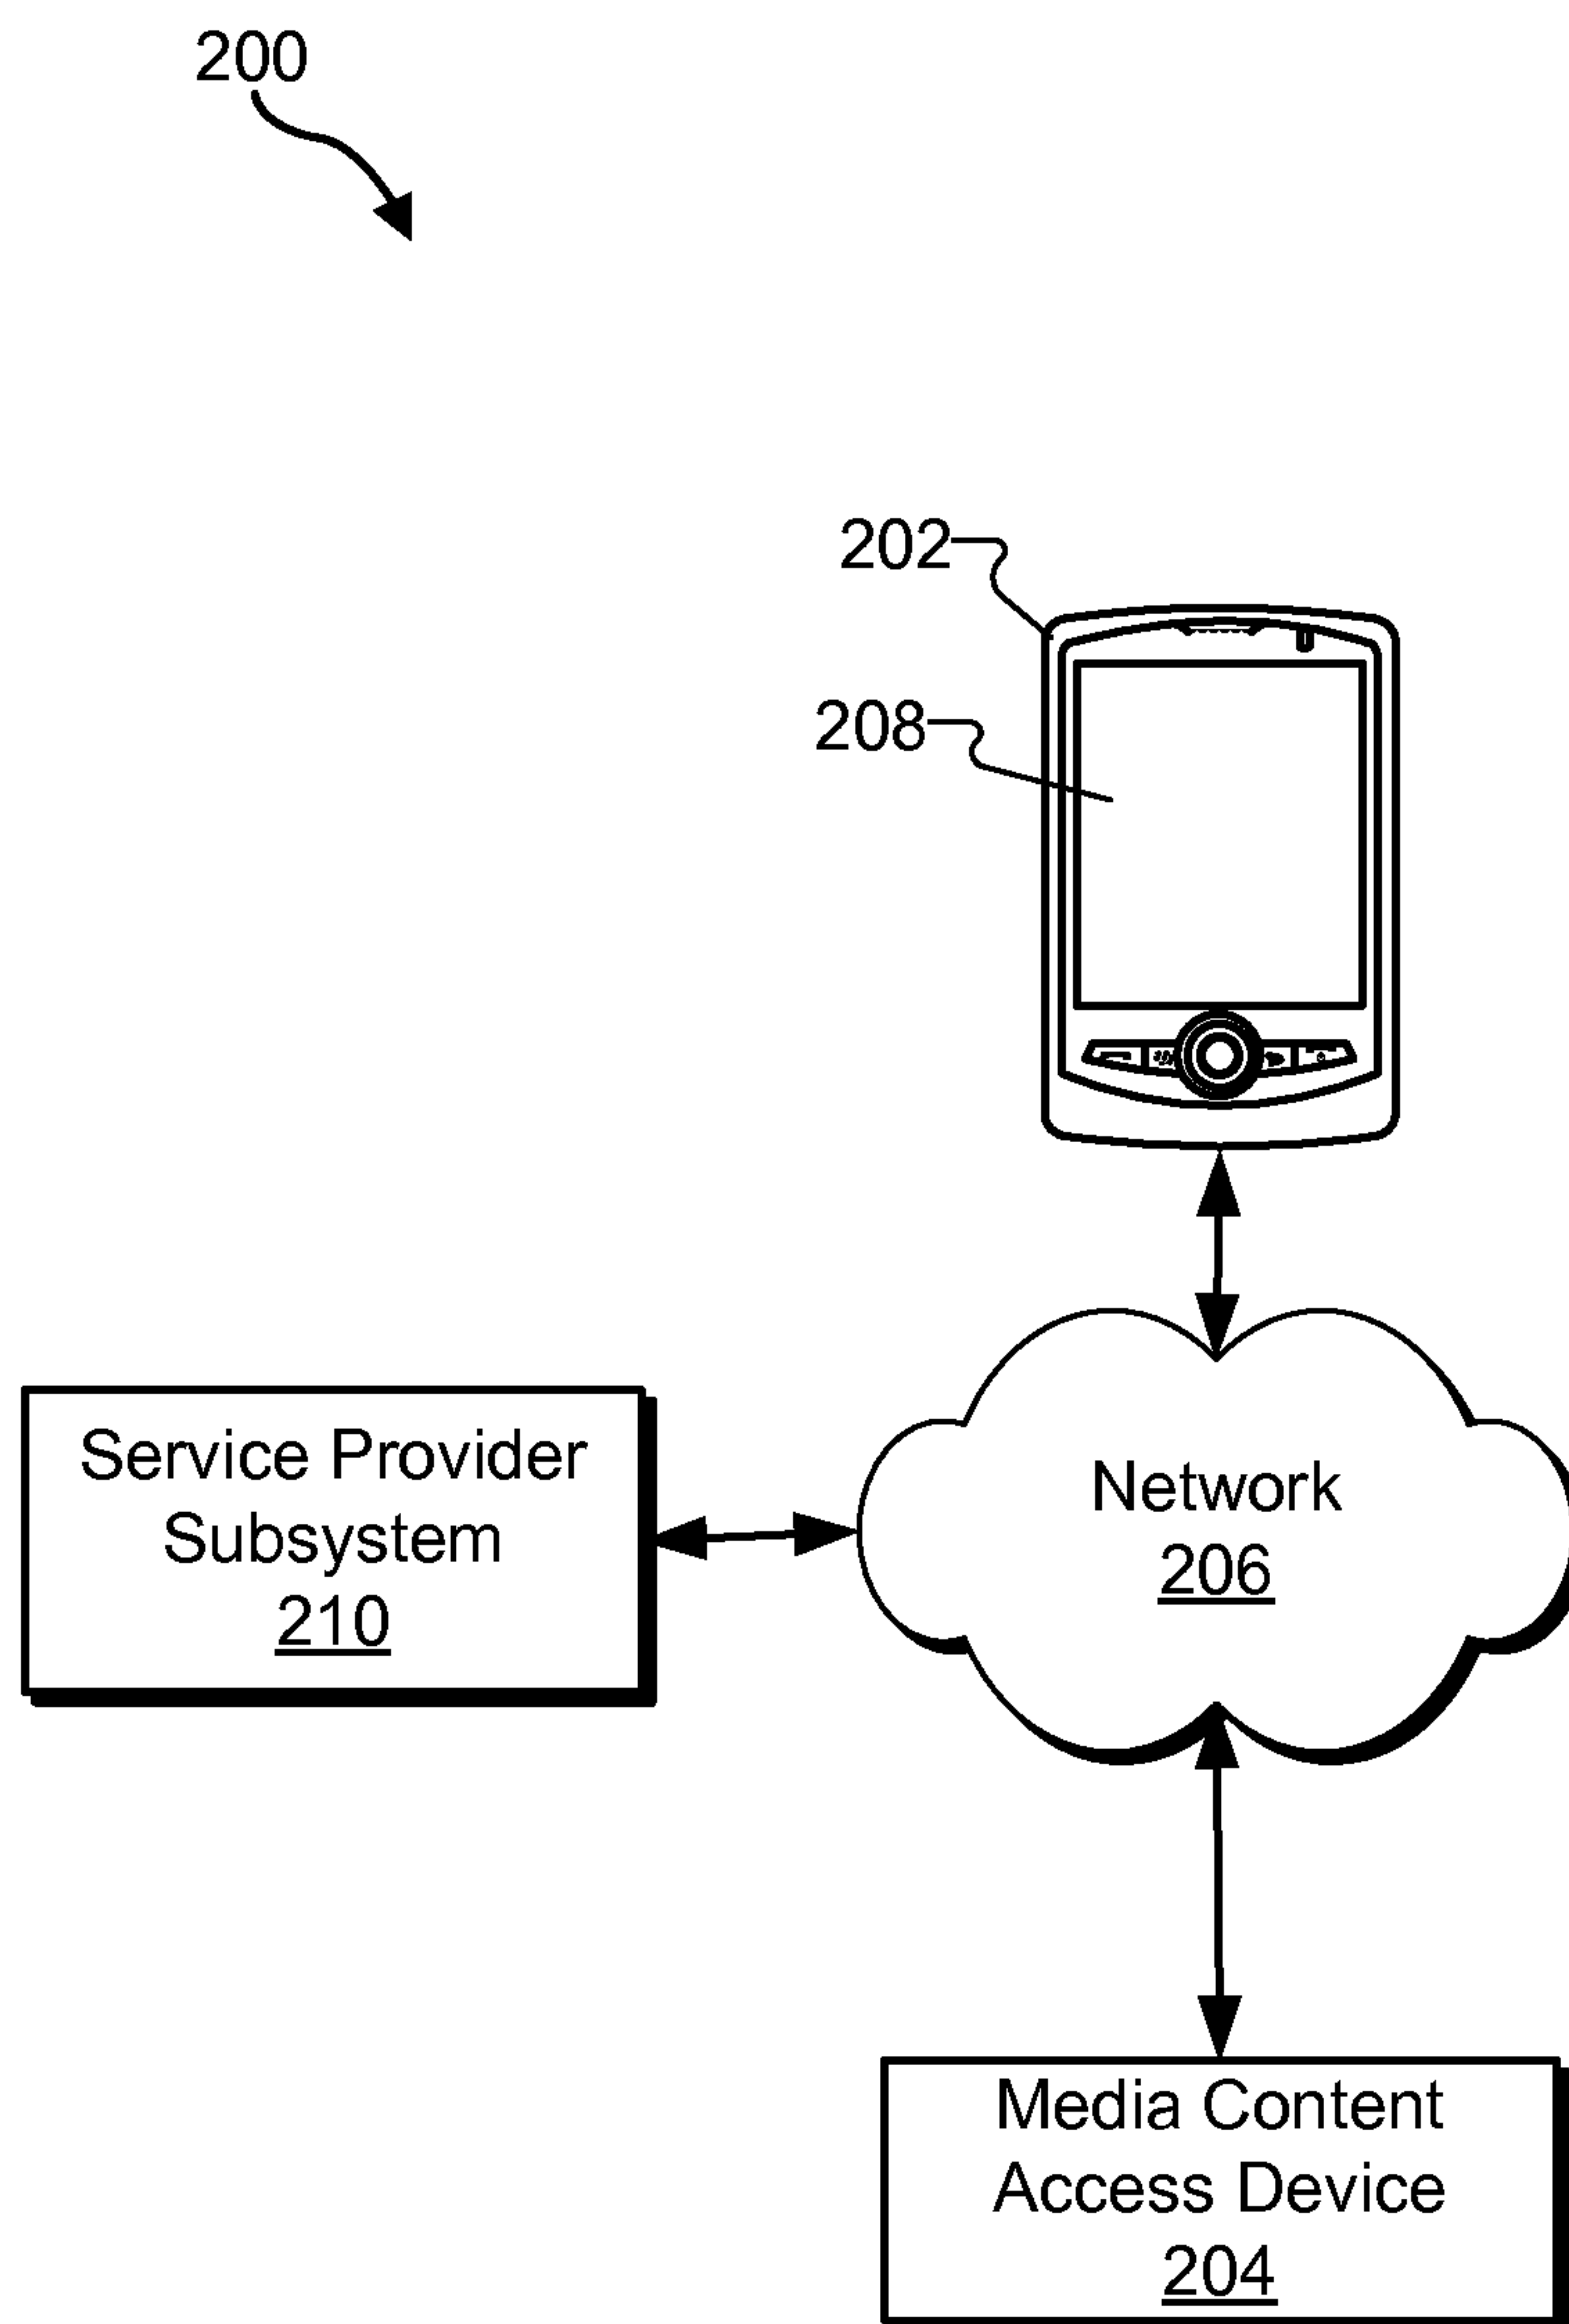 200
202
208
Service Provider
Subsystem
210
Network
206
Media Content
Access Device
204